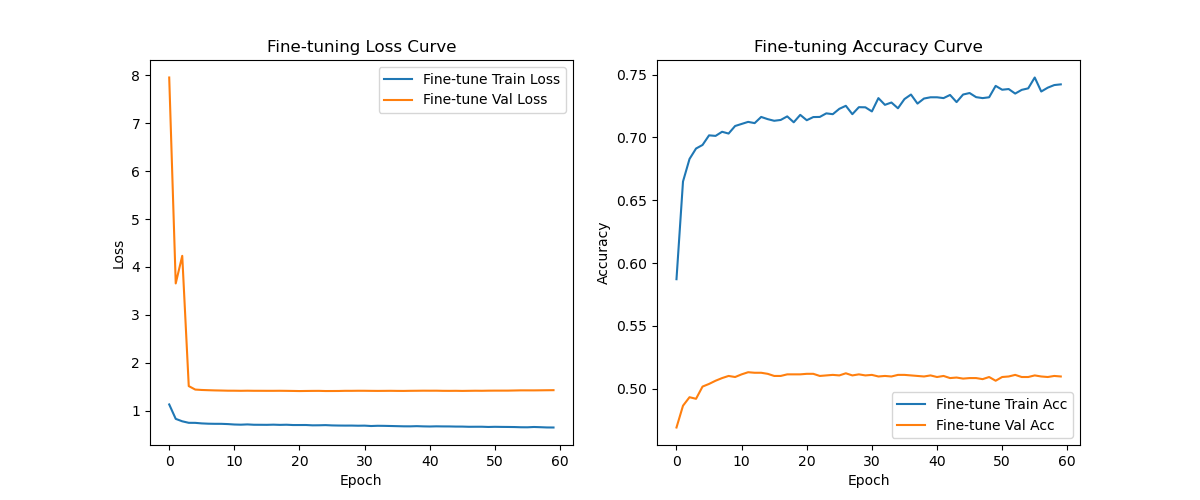 Fine-tuning Loss Curve
Fine-tune Train Loss
Fine-tune Val Loss
8
7
6
5
4
3
2
1
Loss
0 10 20 30 40 50 60
Epoch
Fine-tuning Accuracy Curve
0.75
0.70
0.65
0.60
0.55
0.50
Accuracy
Fine-tune Train Acc
Fine-tune Val Acc
0 10 20 30 40 50 60
Epoch